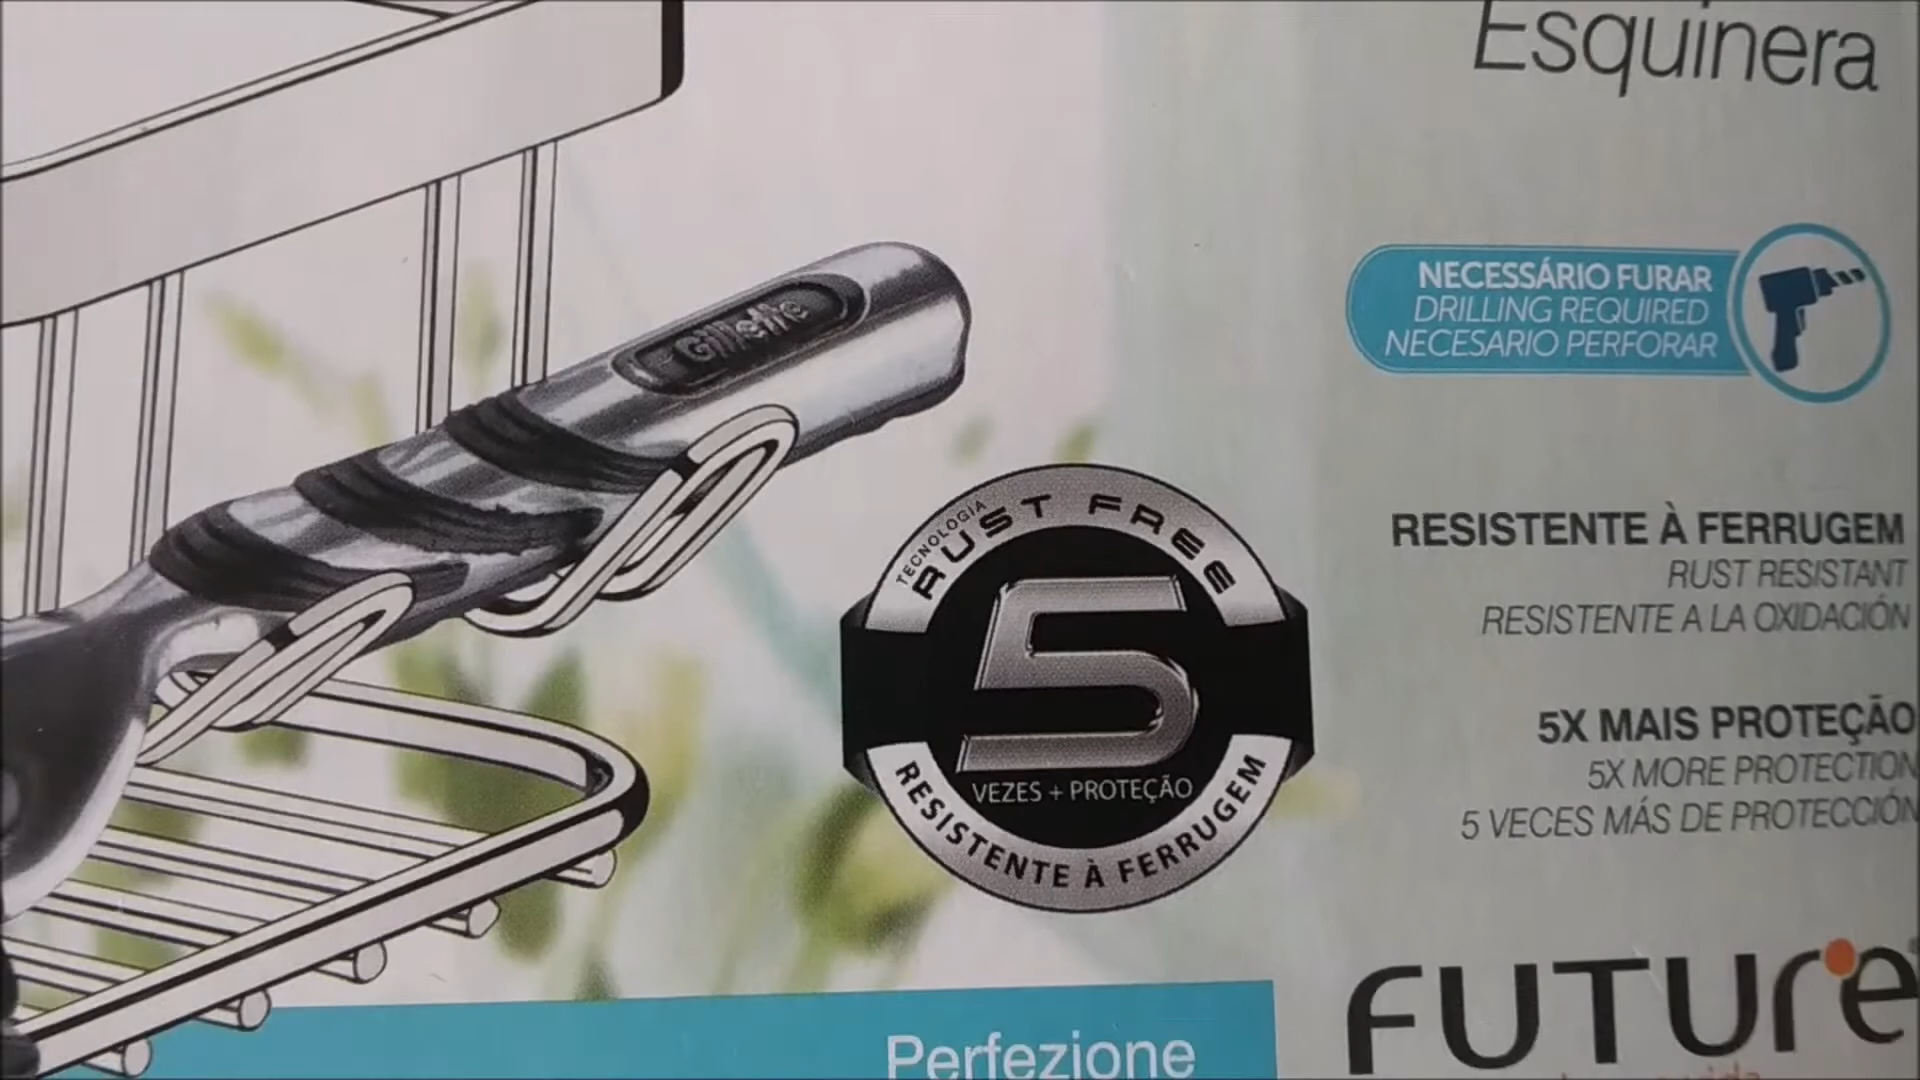 Esquinera
NECESSÁRIO FURAR
DRILLING REQUIRED
NECESARIO PERFORAR
Gillette
TECNOLOGIA
RUST FREE
5
VEZES + PROTEÇÃO
RESISTENTE À FERRUGEM
RESISTENTE À FERRUGEM
RUST RESISTANT
RESISTENTE A LA OXIDACIÓN
5X MAIS PROTEÇÃO
5X MORE PROTECTION
5 VECES MÁS DE PROTECCIÓN
FUTUre
Perfezione